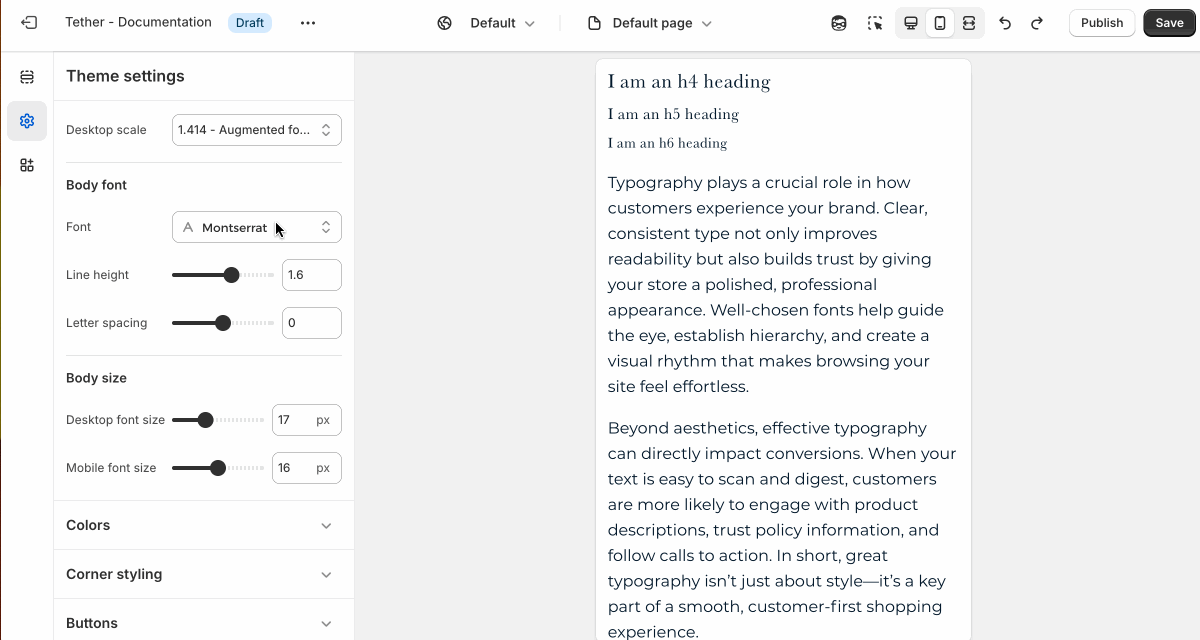 Tether - Documentation Draft Default Default page Publish Save
Theme settings
Desktop scale 1.414 - Augmented fo...
Body font
Font Montserrat
Line height 1.6
Letter spacing 0
Body size
Desktop font size 17 px
Mobile font size 16 px
Colors
Corner styling
Buttons
I am an h4 heading
I am an h5 heading
I am an h6 heading
Typography plays a crucial role in how
customers experience your brand. Clear,
consistent type not only improves
readability but also builds trust by giving
your store a polished, professional
appearance. Well-chosen fonts help guide
the eye, establish hierarchy, and create a
visual rhythm that makes browsing your
site feel effortless.
Beyond aesthetics, effective typography
can directly impact conversions. When your
text is easy to scan and digest, customers
are more likely to engage with product
descriptions, trust policy information, and
follow calls to action. In short, great
typography isn’t just about style—it’s a key
part of a smooth, customer-first shopping
experience.